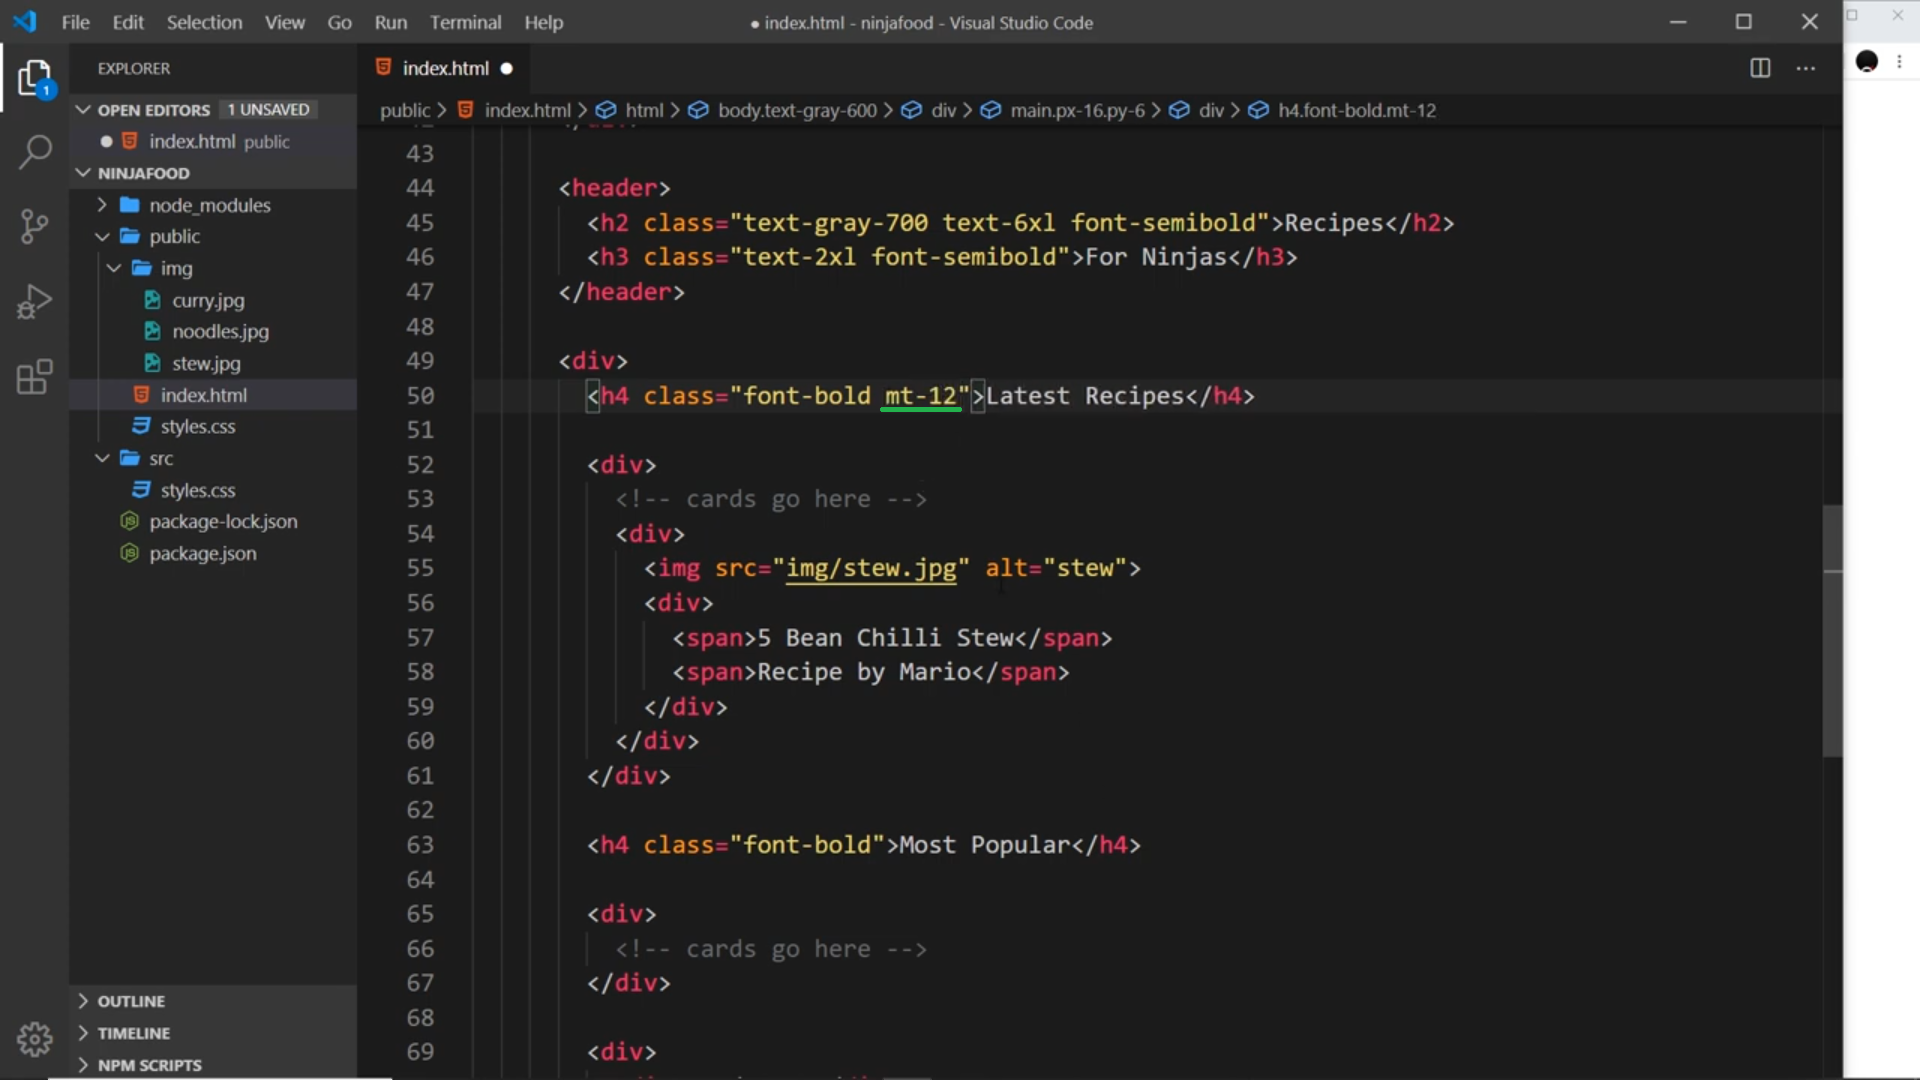 File Edit Selection View Go Run Terminal Help
● index.html - ninjafood - Visual Studio Code
EXPLORER
OPEN EDITORS 1 UNSAVED
index.html public
NINJAFOOD
node_modules
public
img
curry.jpg
noodles.jpg
stew.jpg
index.html
styles.css
src
styles.css
package-lock.json
package.json
OUTLINE
TIMELINE
NPM SCRIPTS
1
index.html
public > index.html > html > body.text-gray-600 > div > main.px-16.py-6 > div > h4.font-bold.mt-12
43
44 <header>
45 <h2 class="text-gray-700 text-6xl font-semibold">Recipes</h2>
46 <h3 class="text-2xl font-semibold">For Ninjas</h3>
47 </header>
48
49 <div>
50 <h4 class="font-bold mt-12">Latest Recipes</h4>
51
52 <div>
53 <!-- cards go here -->
54 <div>
55 <img src="img/stew.jpg" alt="stew">
56 <div>
57 <span>5 Bean Chilli Stew</span>
58 <span>Recipe by Mario</span>
59 </div>
60 </div>
61 </div>
62
63 <h4 class="font-bold">Most Popular</h4>
64
65 <div>
66 <!-- cards go here -->
67 </div>
68
69 <div>